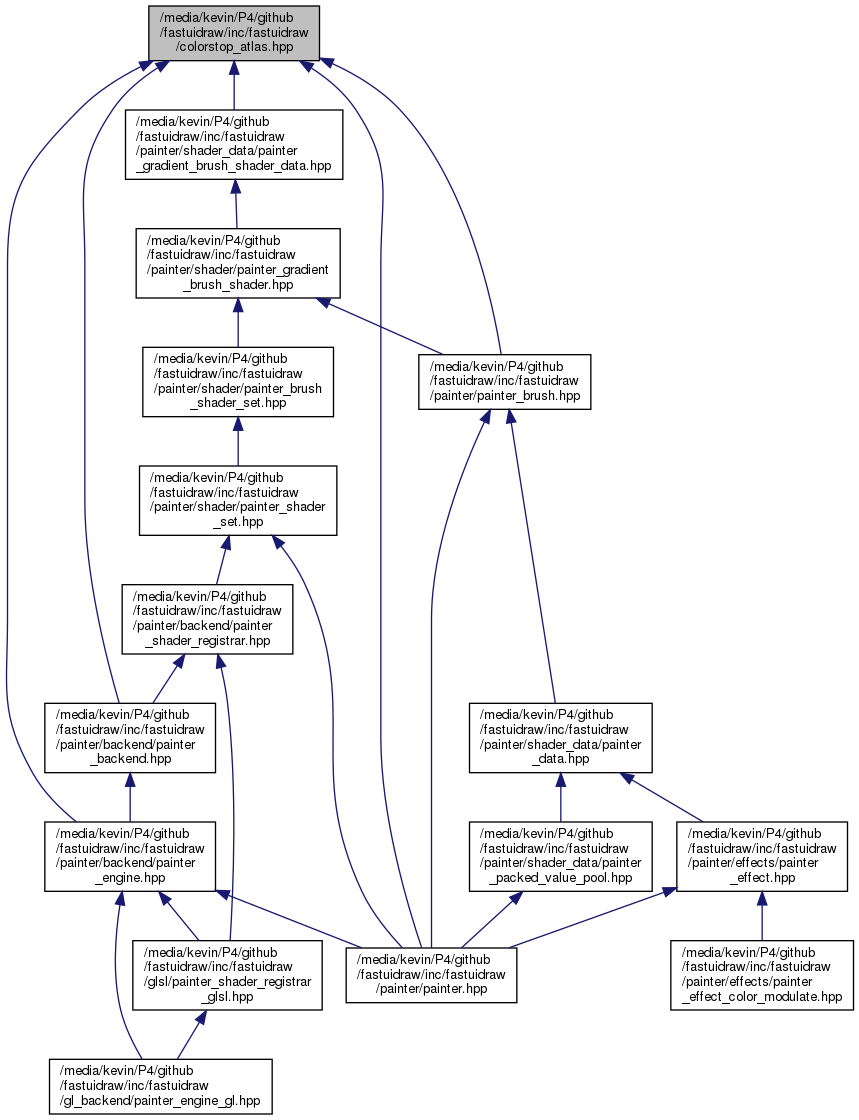 /media/kevin/P4/github
/fastuidraw/inc/fastuidraw
/colorstop_atlas.hpp
/media/kevin/P4/github
/fastuidraw/inc/fastuidraw
/painter/shader_data/painter
_gradient_brush_shader_data.hpp
/media/kevin/P4/github
/fastuidraw/inc/fastuidraw
/painter/shader/painter_gradient
_brush_shader.hpp
/media/kevin/P4/github
/fastuidraw/inc/fastuidraw
/painter/shader/painter_brush
_shader_set.hpp
/media/kevin/P4/github
/fastuidraw/inc/fastuidraw
/painter/painter_brush.hpp
/media/kevin/P4/github
/fastuidraw/inc/fastuidraw
/painter/shader/painter_shader
_set.hpp
/media/kevin/P4/github
/fastuidraw/inc/fastuidraw
/painter/backend/painter
_shader_registrar.hpp
/media/kevin/P4/github
/fastuidraw/inc/fastuidraw
/painter/backend/painter
_backend.hpp
/media/kevin/P4/github
/fastuidraw/inc/fastuidraw
/painter/shader_data/painter
_data.hpp
/media/kevin/P4/github
/fastuidraw/inc/fastuidraw
/painter/backend/painter
_engine.hpp
/media/kevin/P4/github
/fastuidraw/inc/fastuidraw
/painter/shader_data/painter
_packed_value_pool.hpp
/media/kevin/P4/github
/fastuidraw/inc/fastuidraw
/painter/effects/painter
_effect.hpp
/media/kevin/P4/github
/fastuidraw/inc/fastuidraw
/glsl/painter_shader_registrar
_glsl.hpp
/media/kevin/P4/github
/fastuidraw/inc/fastuidraw
/painter/painter.hpp
/media/kevin/P4/github
/fastuidraw/inc/fastuidraw
/painter/effects/painter
_effect_color_modulate.hpp
/media/kevin/P4/github
/fastuidraw/inc/fastuidraw
/gl_backend/painter_engine_gl.hpp